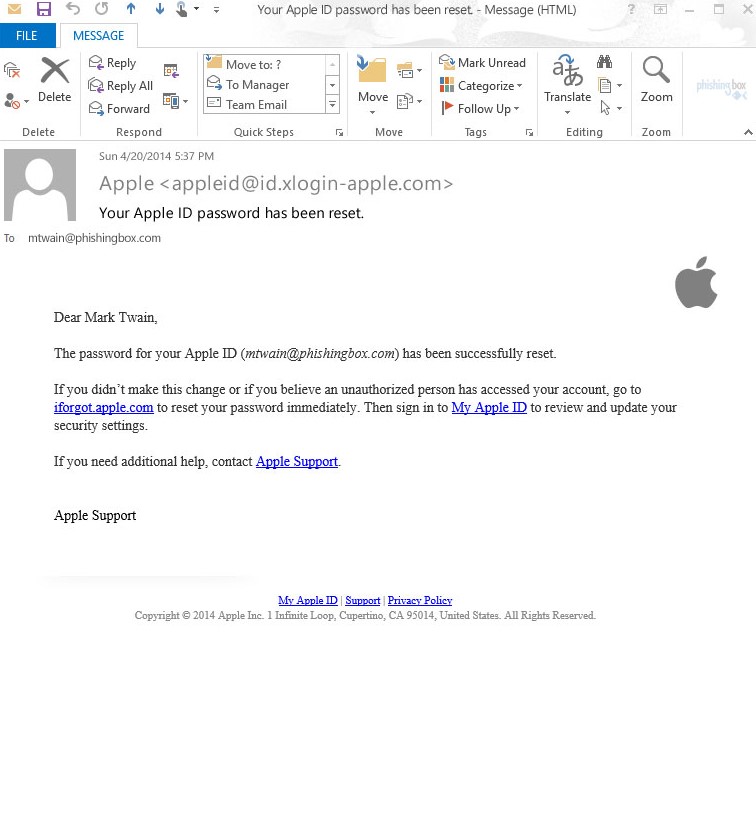 Your Apple ID password has been reset. - Message (HTML)
?
FILE
MESSAGE
Delete
Reply
Reply All
Forward
Move to: ?
To Manager
Team Email
Move
Mark Unread
Categorize
Follow Up
Translate
Zoom
phishingbox
Delete
Respond
Quick Steps
Move
Tags
Editing
Zoom
Sun 4/20/2014 5:37 PM
Apple <appleid@id.xlogin-apple.com>
Your Apple ID password has been reset.
To mtwain@phishingbox.com
Dear Mark Twain,
The password for your Apple ID (mtwain@phishingbox.com) has been successfully reset.
If you didn't make this change or if you believe an unauthorized person has accessed your account, go to
iforgot.apple.com to reset your password immediately. Then sign in to My Apple ID to review and update your
security settings.
If you need additional help, contact Apple Support.
Apple Support
My Apple ID | Support | Privacy Policy
Copyright © 2014 Apple Inc. 1 Infinite Loop, Cupertino, CA 95014, United States. All Rights Reserved.